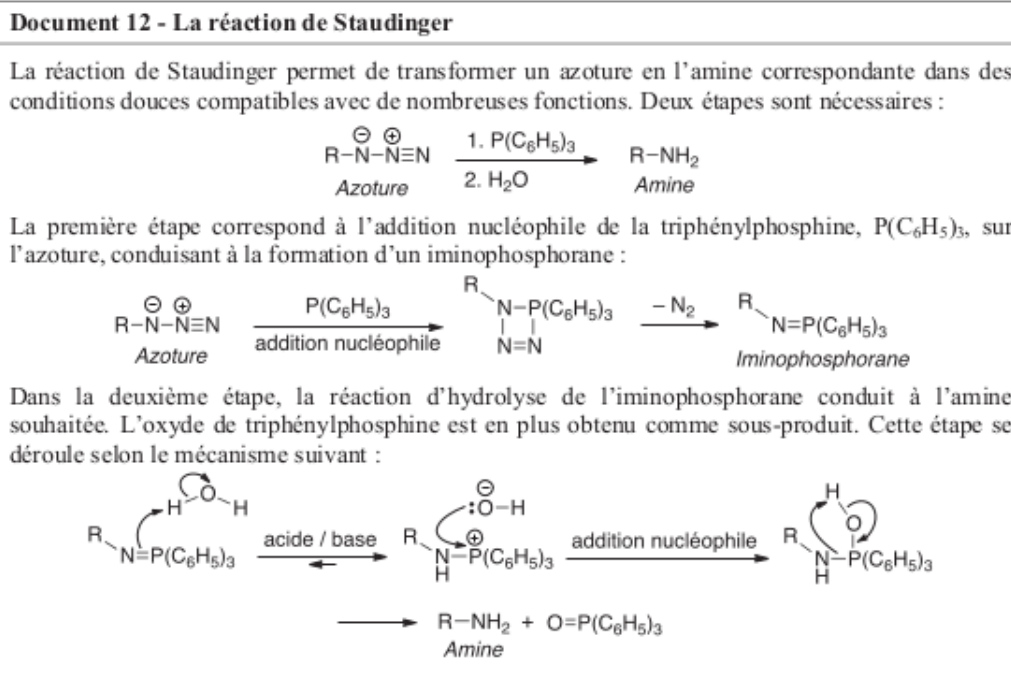 Document 12 - La réaction de Staudinger
La réaction de Staudinger permet de transformer un azoture en l'amine correspondante dans des
conditions douces compatibles avec de nombreuses fonctions. Deux étapes sont nécessaires :
⊖ ⊕
R–N–N≡N 1. P(C₆H₅)₃ R–NH₂
Azoture 2. H₂O Amine
La première étape correspond à l'addition nucléophile de la triphénylphosphine, P(C₆H₅)₃, sur
l'azoture, conduisant à la formation d'un iminophosphorane :
⊖ ⊕ P(C₆H₅)₃ R N–P(C₆H₅)₃ – N₂ R
R–N–N≡N addition nucléophile N=N N=P(C₆H₅)₃
Azoture Iminophosphorane
Dans la deuxième étape, la réaction d'hydrolyse de l'iminophosphorane conduit à l'amine
souhaitée. L'oxyde de triphénylphosphine est en plus obtenu comme sous-produit. Cette étape se
déroule selon le mécanisme suivant :
H O H ⊖ :O–H H O
R N=P(C₆H₅)₃ acide / base R N–P(C₆H₅)₃ ⊕ addition nucléophile R N–P(C₆H₅)₃
H H
R–NH₂ + O=P(C₆H₅)₃
Amine